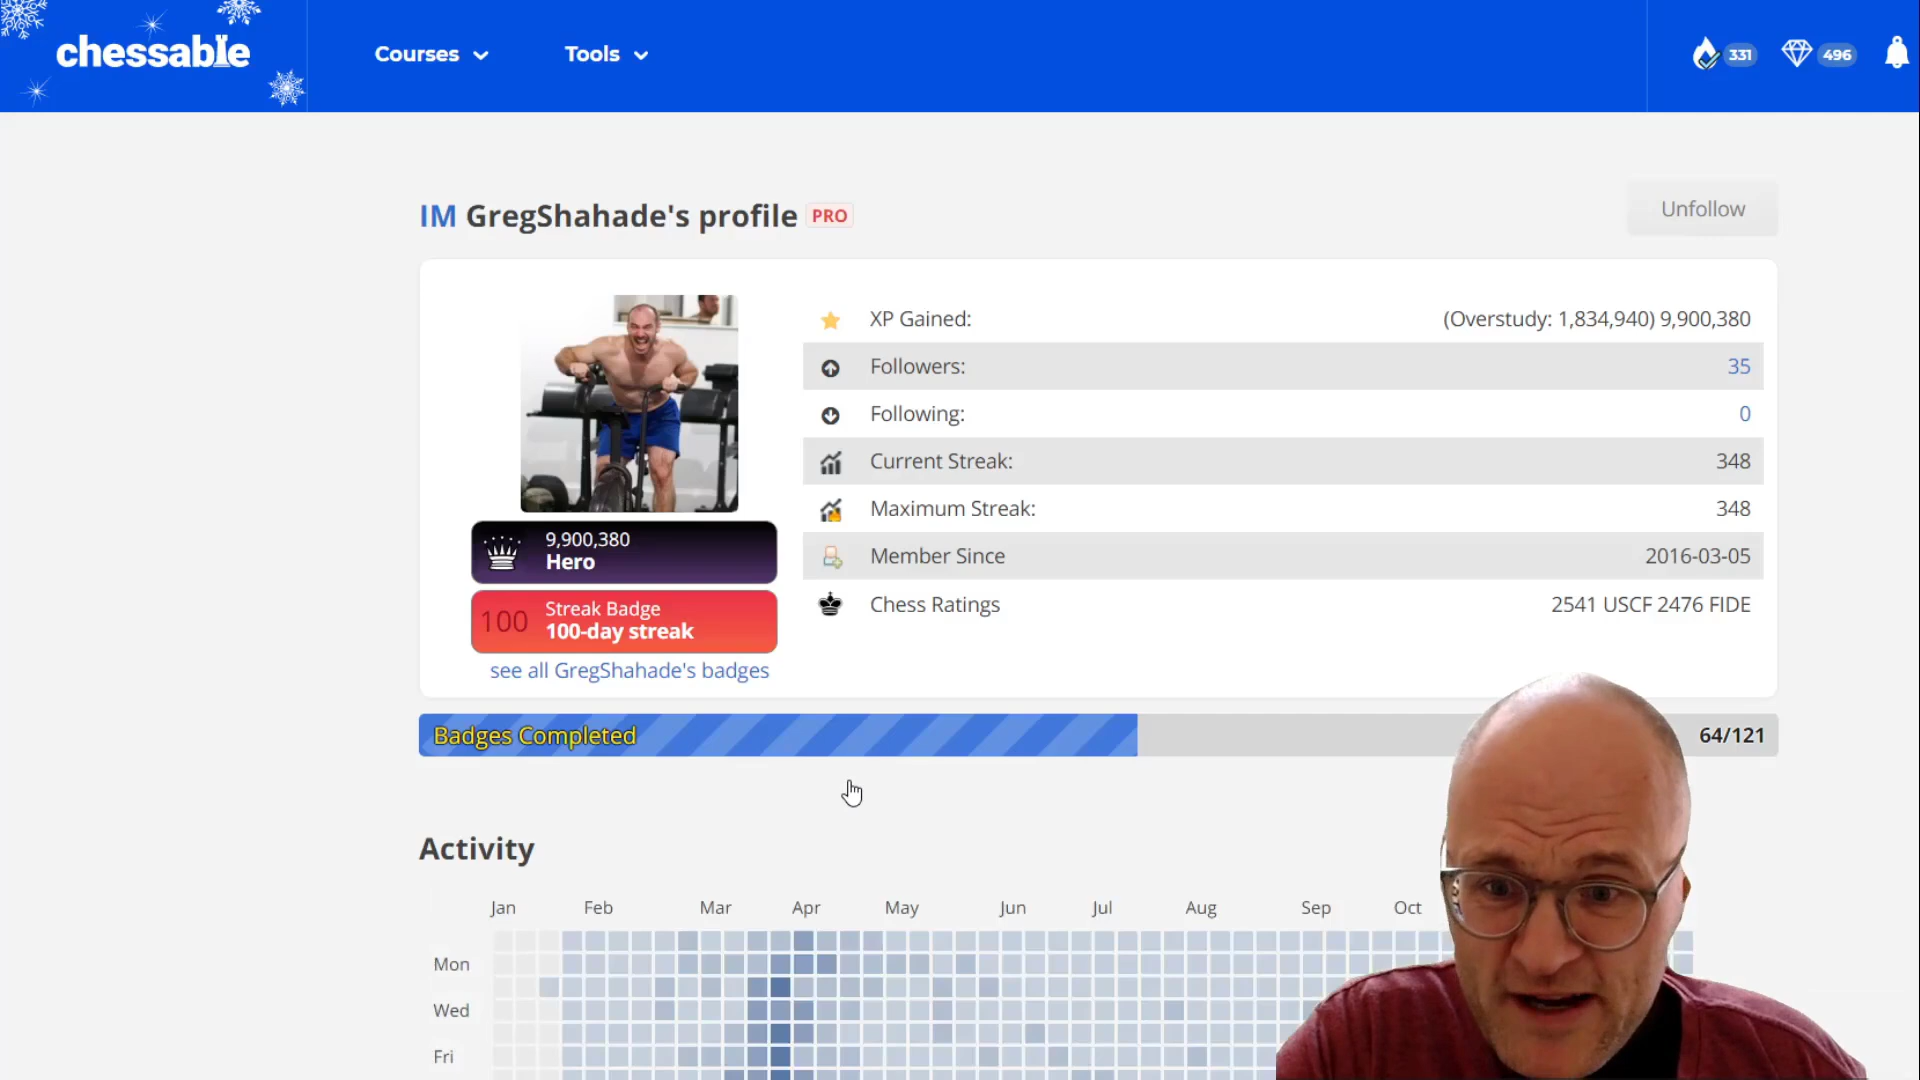 chessable
Courses
Tools
331
496
IM GregShahade's profile PRO
Unfollow
XP Gained: (Overstudy: 1,834,940) 9,900,380
Followers: 35
Following: 0
Current Streak: 348
Maximum Streak: 348
Member Since 2016-03-05
Chess Ratings 2541 USCF 2476 FIDE
9,900,380
Hero
100
Streak Badge
100-day streak
see all GregShahade's badges
Badges Completed 64/121
Activity
Jan Feb Mar Apr May Jun Jul Aug Sep Oct
Mon
Wed
Fri